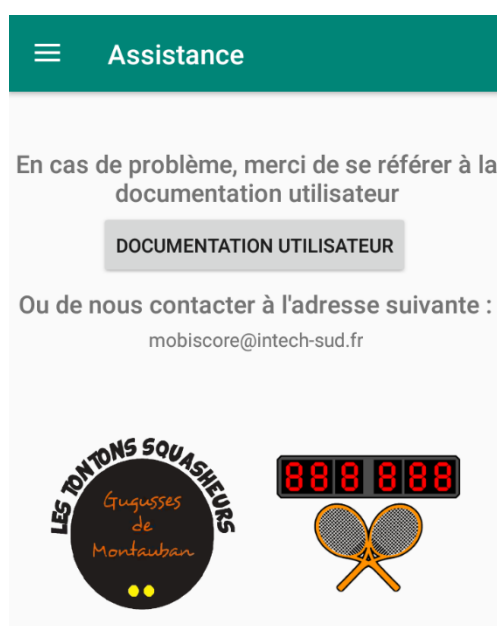 Assistance
En cas de problème, merci de se référer à la
documentation utilisateur
DOCUMENTATION UTILISATEUR
Ou de nous contacter à l'adresse suivante :
mobiscore@intech-sud.fr
LES TONTONS SQUASHEURS
Gugusses
de
Montauban
888 888